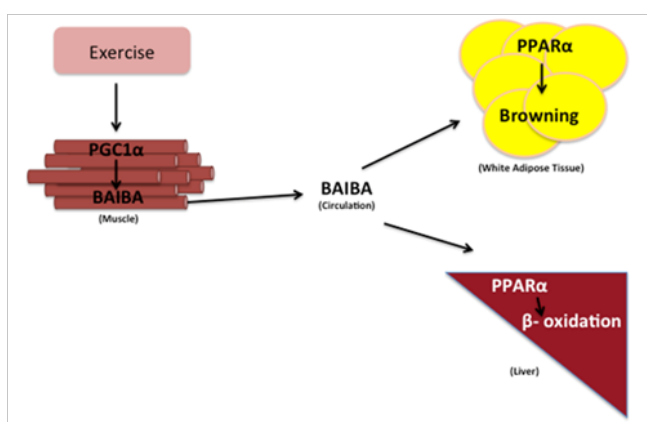 Exercise
PGC1α
BAIBA
(Muscle)
BAIBA
(Circulation)
PPARα
Browning
(White Adipose Tissue)
PPARα
β- oxidation
(Liver)